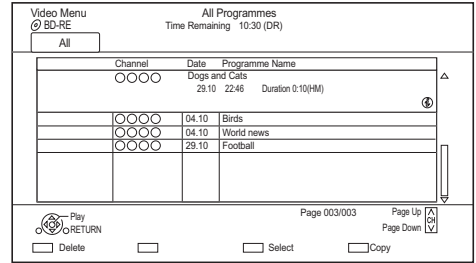 Video Menu
All Programmes
BD-RE
Time Remaining 10:30 (DR)
All
Channel Date Programme Name
Dogs and Cats
29.10 22:46 Duration 0:10(HM)
04.10 Birds
04.10 World news
29.10 Football
Page 003/003
Page Up
CH
Page Down
Play
RETURN
Delete
Select
Copy